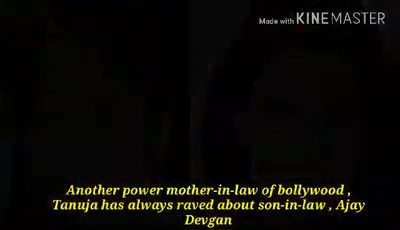 Made with KINEMASTER
Another power mother-in-law of bollywood ,
Tanuja has always raved about son-in-law , Ajay
Devgan